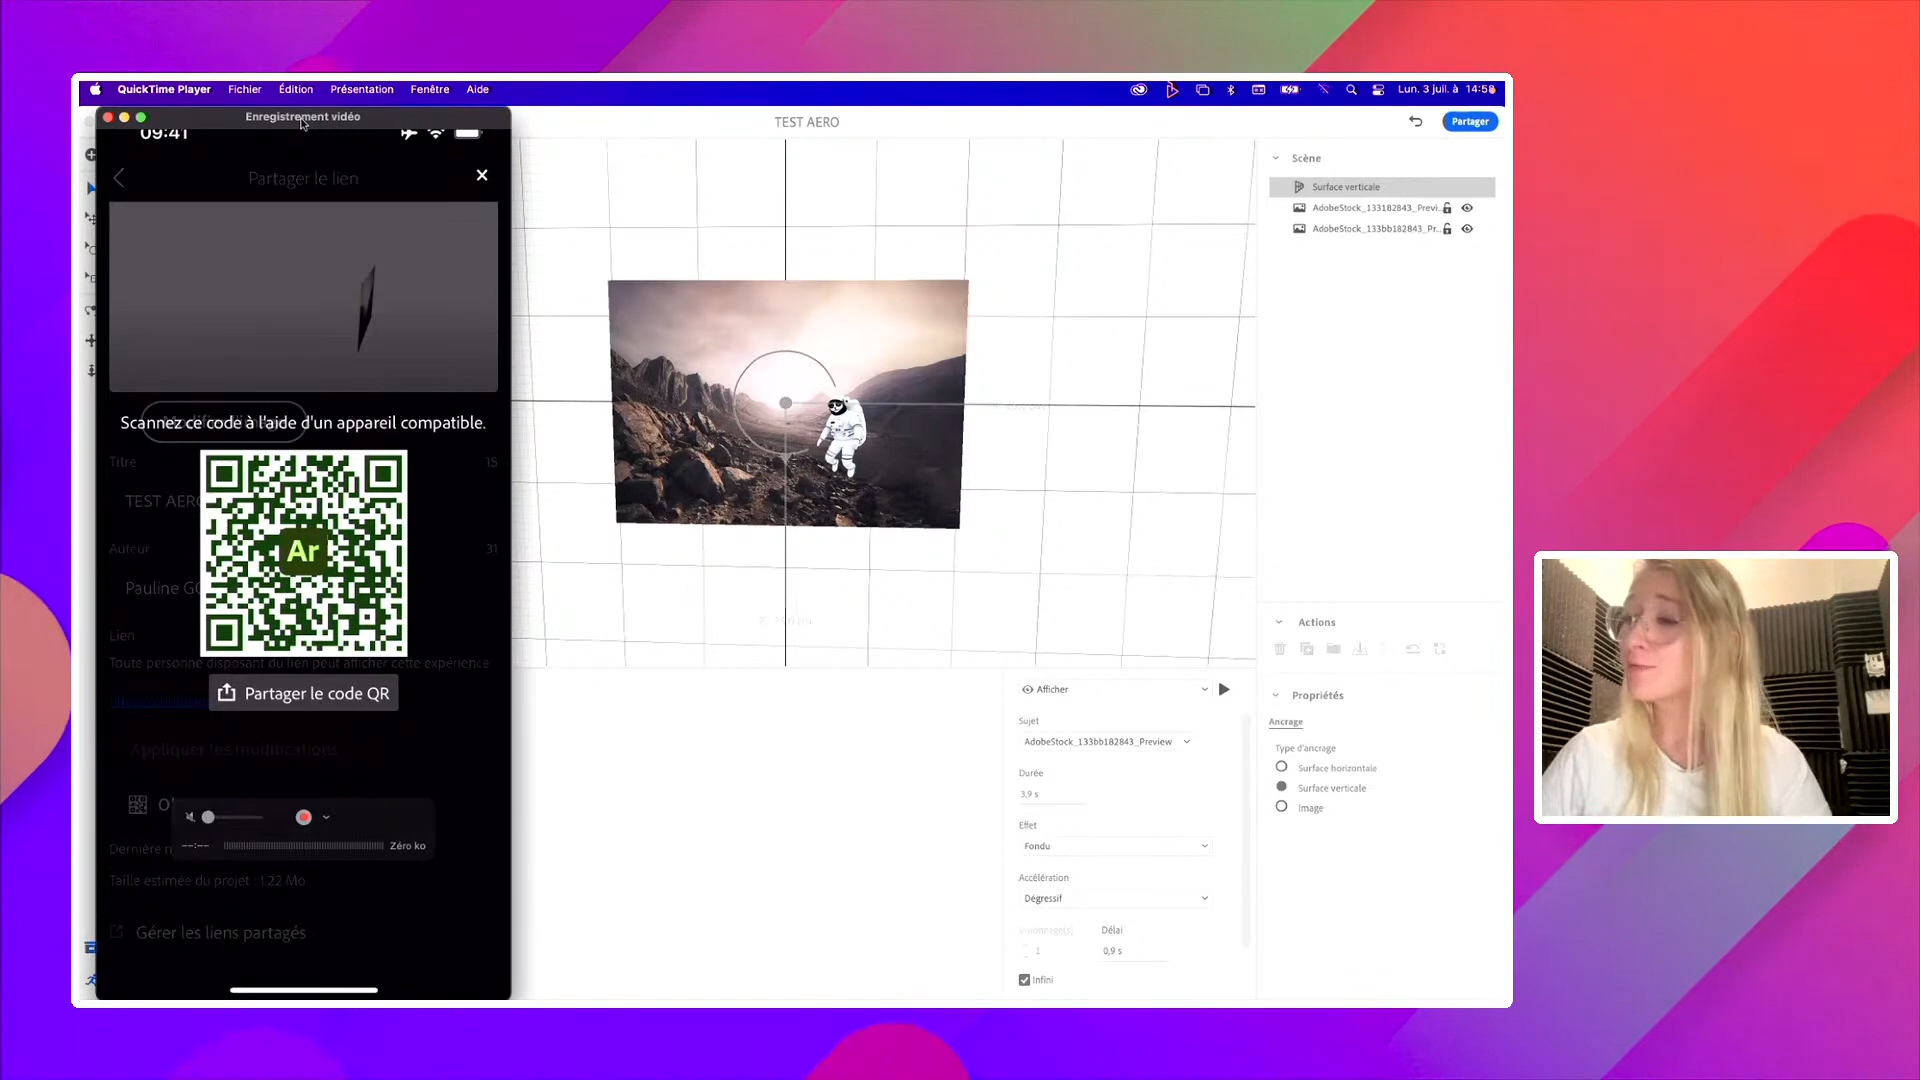 QuickTime Player Fichier Édition Présentation Fenêtre Aide
Lun. 3 juil. à 14:58
Enregistrement vidéo
09:41
Partager le lien
Scannez ce code à l'aide d'un appareil compatible.
Titre 15
TEST AERO
Auteur 31
Pauline
Lien
Toute personne disposant du lien peut afficher cette expérience
Ar
Partager le code QR
Appliquer les modifications
--:-- Zéro ko
Dernière
Taille estimée du projet : 1.22 Mo
Gérer les liens partagés
TEST AERO
Partager
Scène
Surface verticale
AdobeStock_133182843_Previ...
AdobeStock_133bb182843_Pr...
Actions
Propriétés
Ancrage
Type d'ancrage
Surface horizontale
Surface verticale
Image
Afficher
Sujet
AdobeStock_133bb182843_Preview
Durée
3,9 s
Effet
Fondu
Accélération
Dégressif
Visionnage(s) Délai
1 0,9 s
Infini